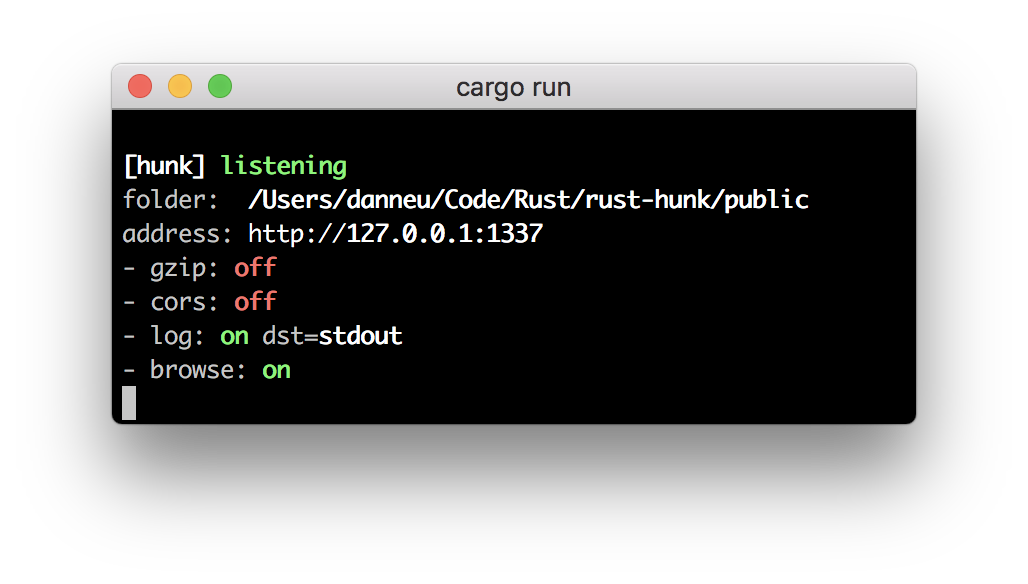 cargo run
[hunk] listening
folder:  /Users/danneu/Code/Rust/rust-hunk/public
address: http://127.0.0.1:1337
- gzip: off
- cors: off
- log: on dst=stdout
- browse: on